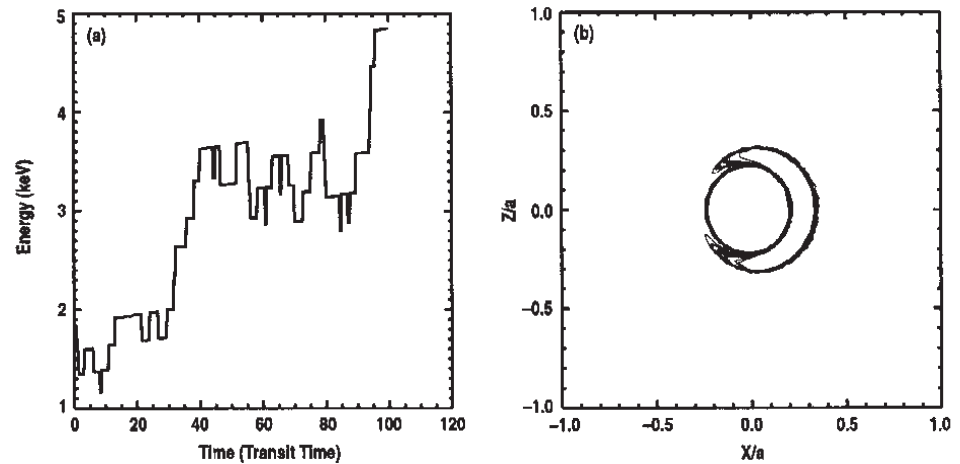 (a)
5
4
3
2
1
Energy (keV)
0 20 40 60 80 100 120
Time (Transit Time)
(b)
1.0
0.5
0.0
−0.5
−1.0
Z/a
−1.0 −0.5 0.0 0.5 1.0
X/a